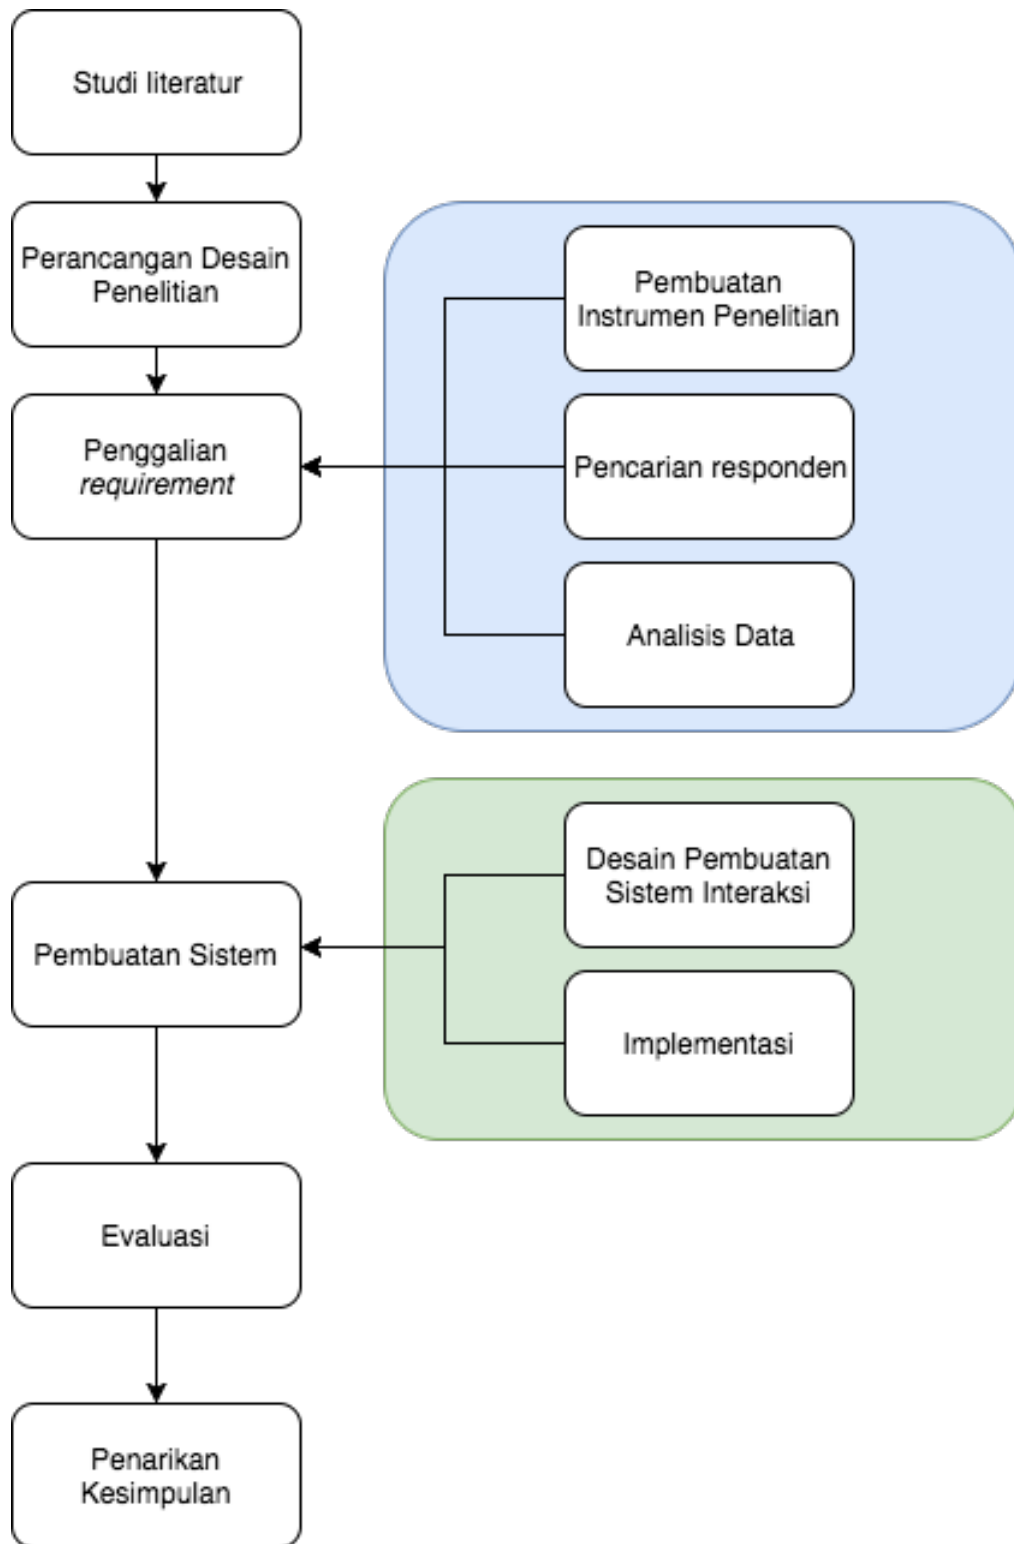 Studi literatur
Perancangan Desain
Penelitian
Penggalian
requirement
Pembuatan
Instrumen Penelitian
Pencarian responden
Analisis Data
Pembuatan Sistem
Desain Pembuatan
Sistem Interaksi
Implementasi
Evaluasi
Penarikan
Kesimpulan